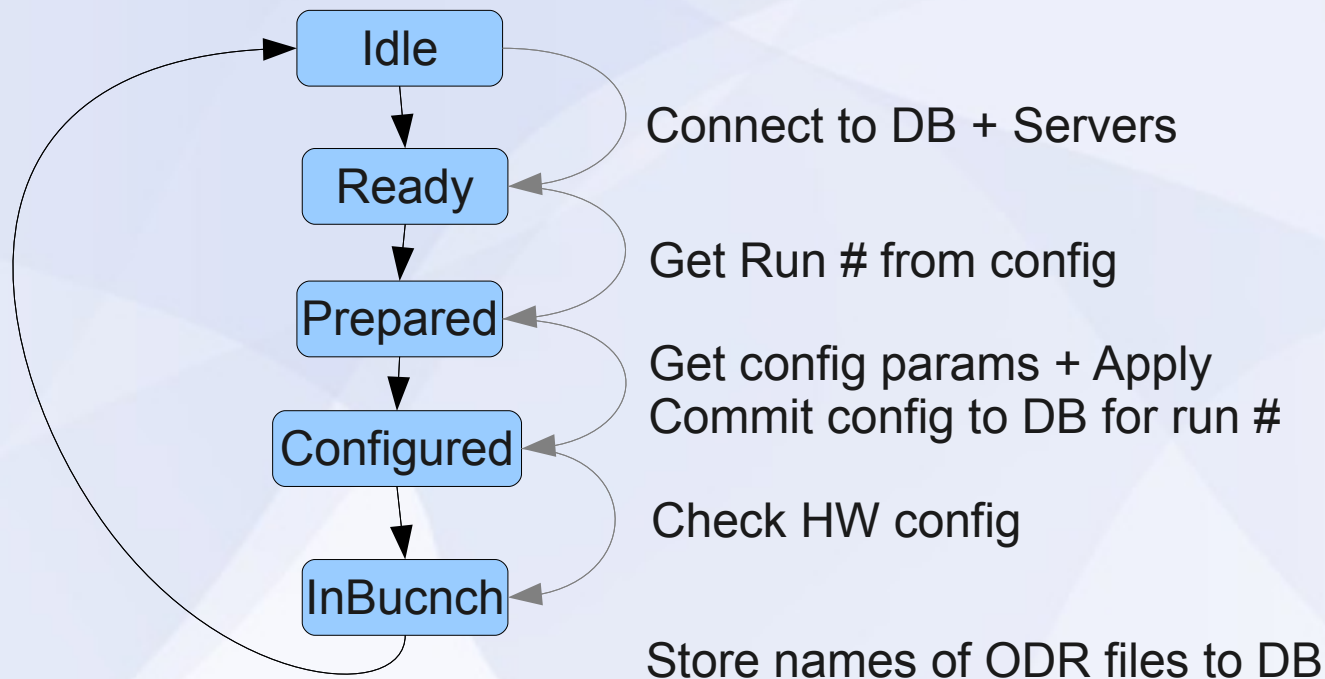 Idle
Connect to DB + Servers
Ready
Get Run # from config
Prepared
Get config params + Apply
Commit config to DB for run #
Configured
Check HW config
InBucnch
Store names of ODR files to DB